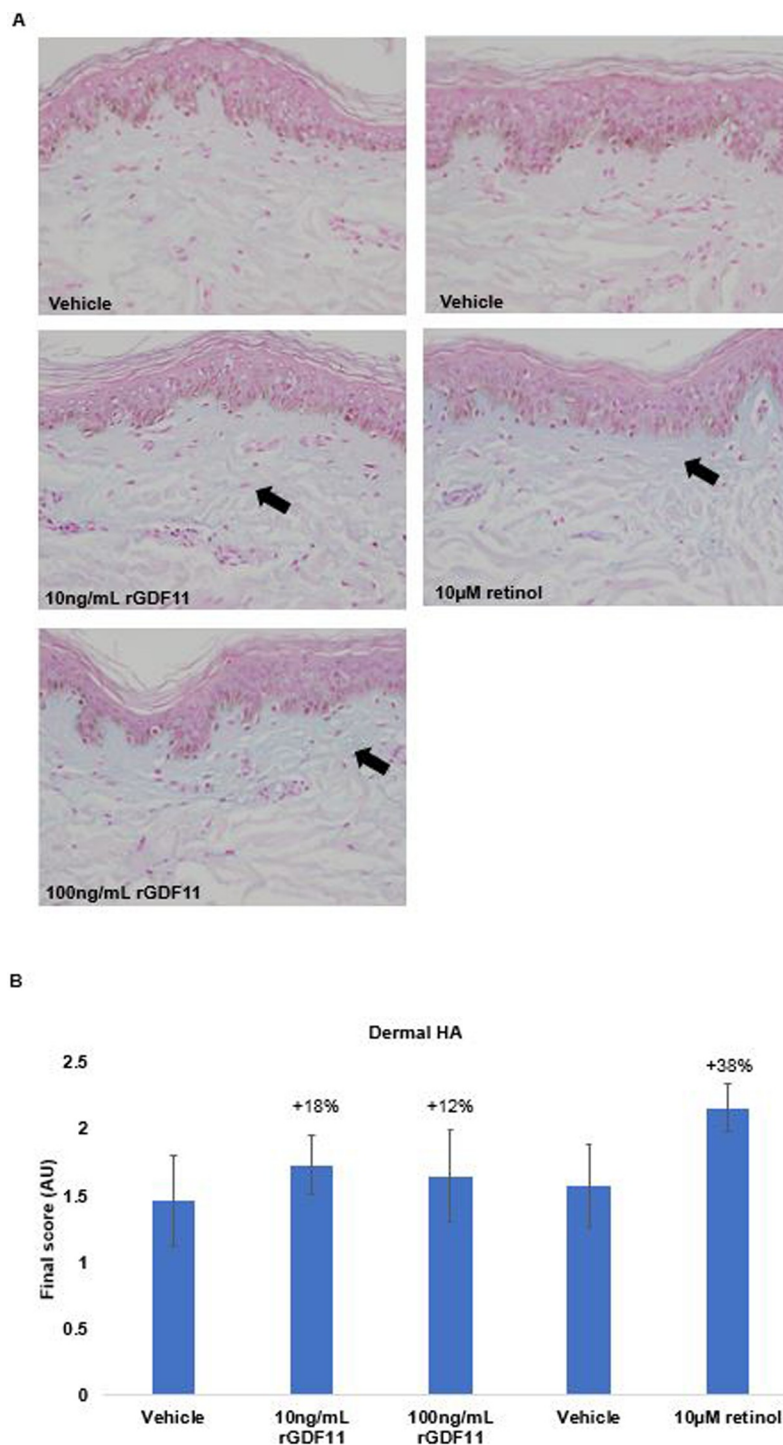 A
Vehicle
Vehicle
10ng/mL rGDF11
10µM retinol
100ng/mL rGDF11
B
Dermal HA
Final score (AU)
2.5
2
1.5
1
0.5
0
+18%
+12%
+38%
Vehicle
10ng/mL
rGDF11
100ng/mL
rGDF11
Vehicle
10µM retinol